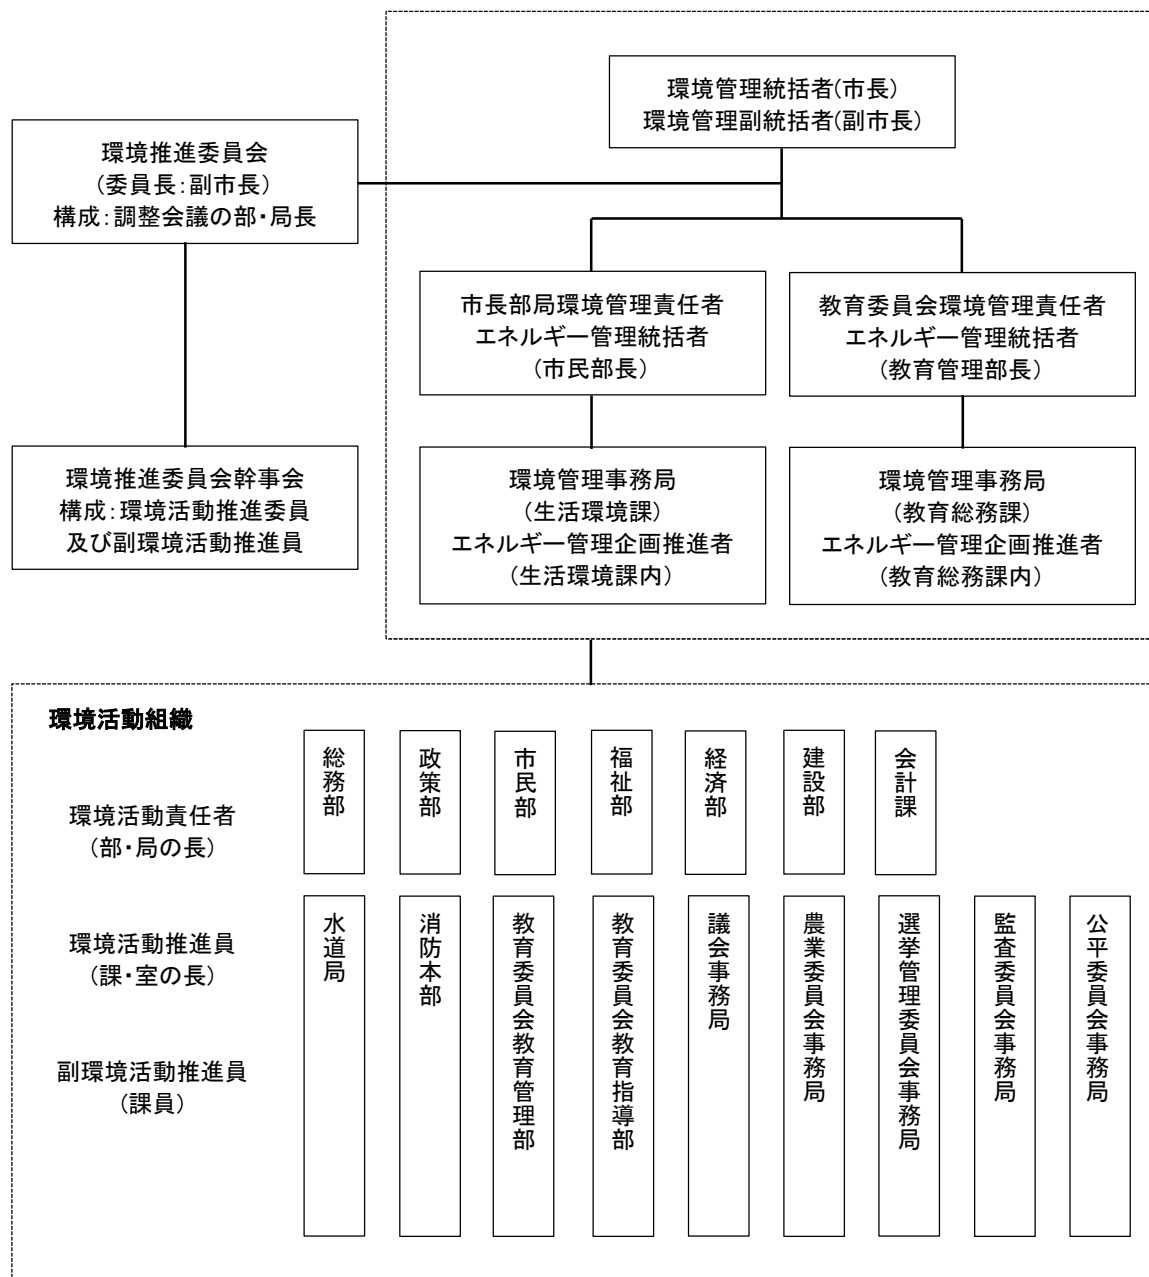 環境管理統括者(市長)
環境管理副統括者(副市長)
環境推進委員会
(委員長:副市長)
構成:調整会議の部・局長
市長部局環境管理責任者
エネルギー管理統括者
(市民部長)
教育委員会環境管理責任者
エネルギー管理統括者
(教育管理部長)
環境推進委員会幹事会
構成:環境活動推進委員
及び副環境活動推進員
環境管理事務局
(生活環境課)
エネルギー管理企画推進者
(生活環境課内)
環境管理事務局
(教育総務課)
エネルギー管理企画推進者
(教育総務課内)
環境活動組織
環境活動責任者
(部・局の長)
総務部
政策部
市民部
福祉部
経済部
建設部
会計課
環境活動推進員
(課・室の長)
副環境活動推進員
(課員)
水道局
消防本部
教育委員会教育管理部
教育委員会教育指導部
議会事務局
農業委員会事務局
選挙管理委員会事務局
監査委員会事務局
公平委員会事務局